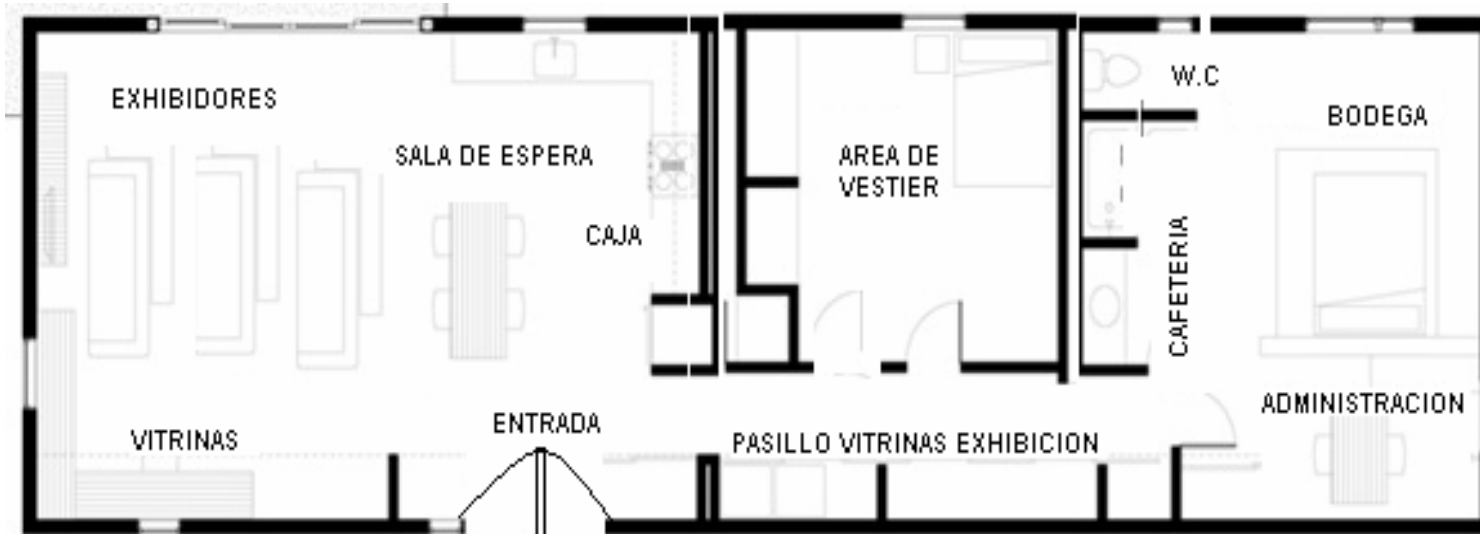 EXHIBIDORES
SALA DE ESPERA
CAJA
VITRINAS
ENTRADA
AREA DE
VESTIER
PASILLO VITRINAS EXHIBICION
W.C
BODEGA
CAFETERIA
ADMINISTRACION